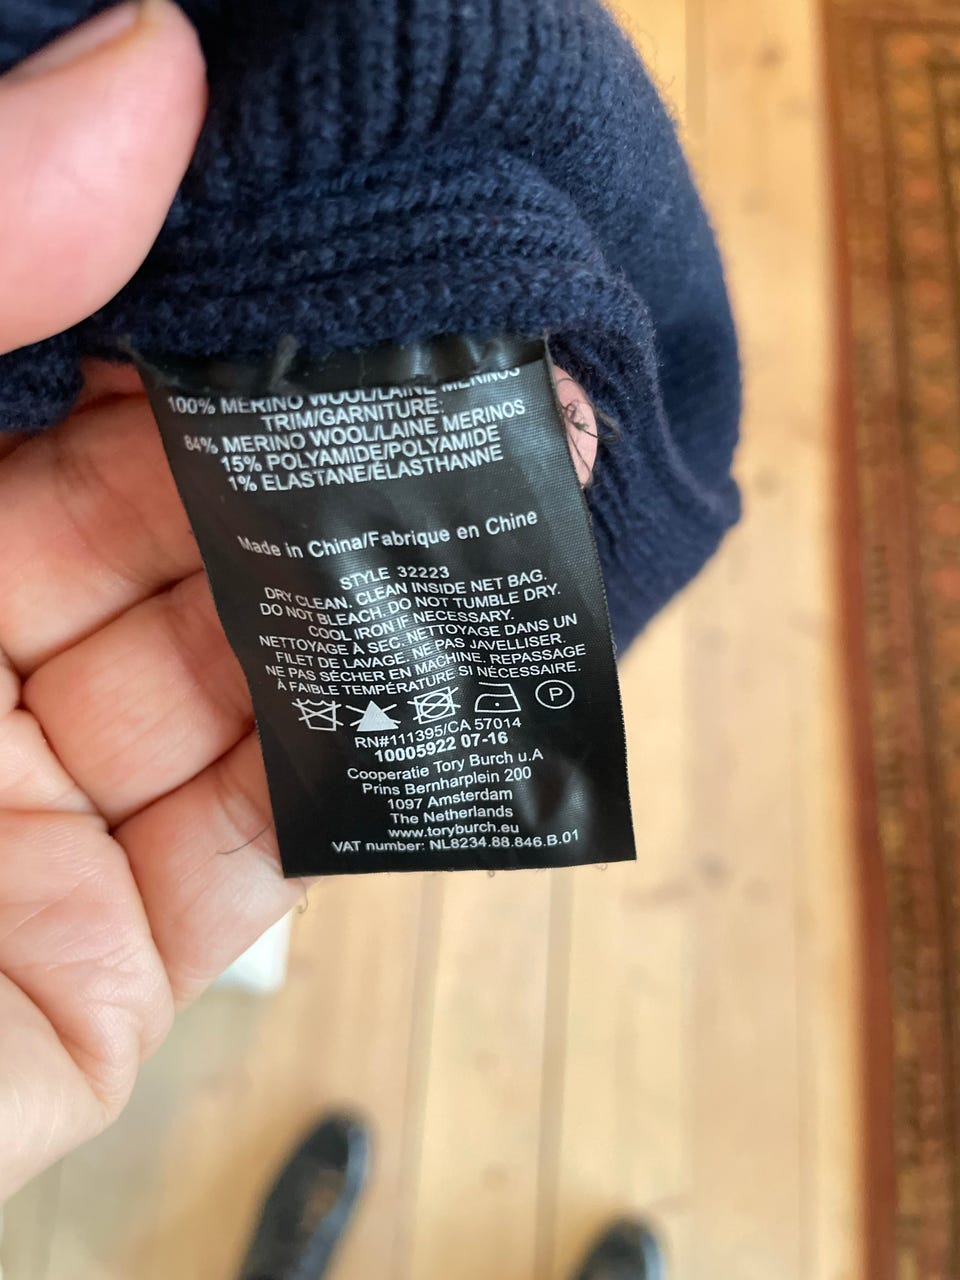 100% MERINO WOOL/LAINE MERINOS
TRIM/GARNITURE:
84% MERINO WOOL/LAINE MERINOS
15% POLYAMIDE/POLYAMIDE
1% ELASTANE/ÉLASTHANNE
Made in China/Fabrique en Chine
STYLE 32223
DRY CLEAN. CLEAN INSIDE NET BAG.
DO NOT BLEACH. DO NOT TUMBLE DRY.
COOL IRON IF NECESSARY.
NETTOYAGE À SEC. NETTOYAGE DANS UN
FILET DE LAVAGE. NE PAS JAVELLISER.
NE PAS SÉCHER EN MACHINE. REPASSAGE
À FAIBLE TEMPÉRATURE SI NÉCESSAIRE.
P
RN#111395/CA 57014
10005922 07-16
Cooperatie Tory Burch u.A
Prins Bernharplein 200
1097 Amsterdam
The Netherlands
www.toryburch.eu
VAT number: NL8234.88.846.B.01